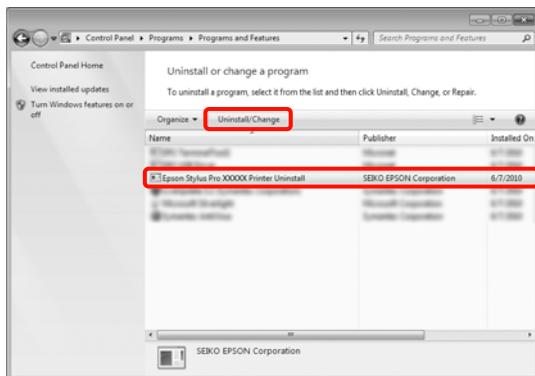 Control Panel ▸ Programs ▸ Programs and Features
Search Programs and Features
Control Panel Home
View installed updates
Turn Windows features on or
off
Uninstall or change a program
To uninstall a program, select it from the list and then click Uninstall, Change, or Repair.
Organize
Uninstall/Change
Name Publisher Installed On
Epson Stylus Pro XXXXX Printer Uninstall SEIKO EPSON Corporation 6/7/2010
SEIKO EPSON Corporation